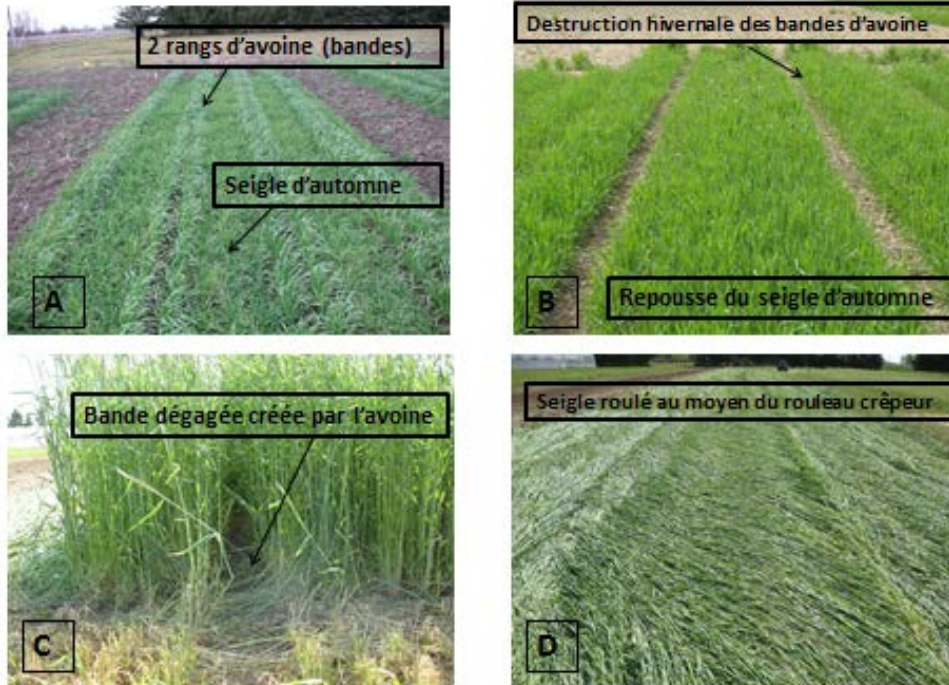 2 rangs d'avoine (bandes)
Seigle d'automne
A
Destruction hivernale des bandes d'avoine
Repousse du seigle d'automne
B
Bande dégagée créée par l'avoine
C
Seigle roulé au moyen du rouleau crêpeur
D